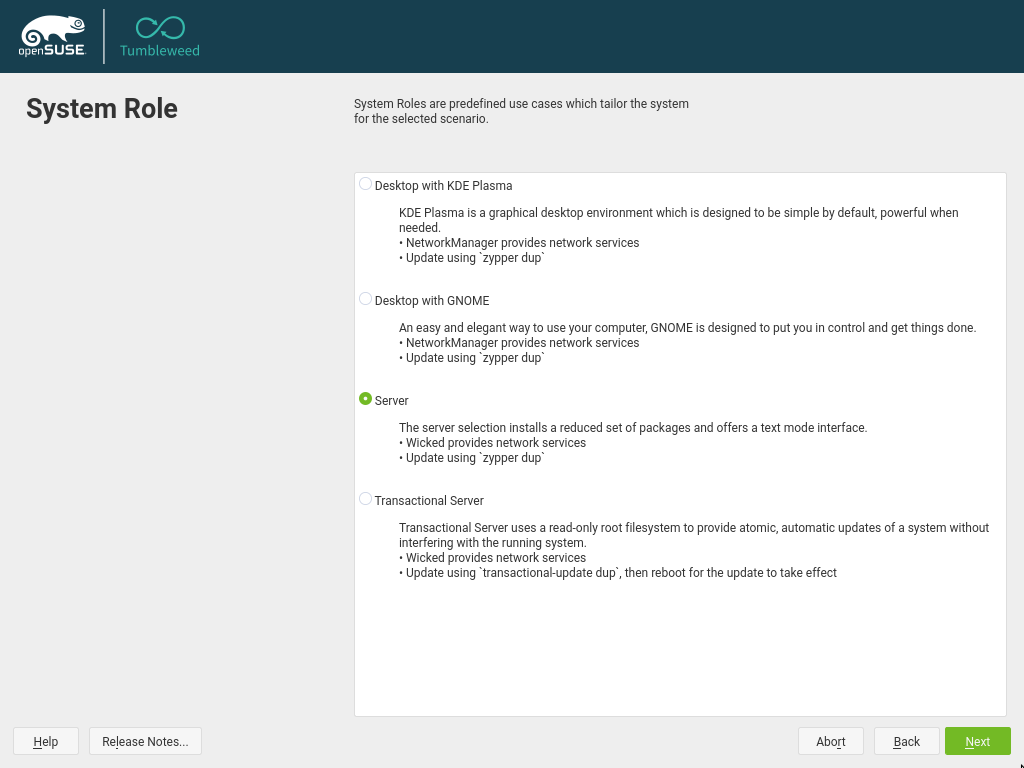 openSUSE
Tumbleweed
System Role
System Roles are predefined use cases which tailor the system
for the selected scenario.
Desktop with KDE Plasma
KDE Plasma is a graphical desktop environment which is designed to be simple by default, powerful when
needed.
• NetworkManager provides network services
• Update using `zypper dup`
Desktop with GNOME
An easy and elegant way to use your computer, GNOME is designed to put you in control and get things done.
• NetworkManager provides network services
• Update using `zypper dup`
Server
The server selection installs a reduced set of packages and offers a text mode interface.
• Wicked provides network services
• Update using `zypper dup`
Transactional Server
Transactional Server uses a read-only root filesystem to provide atomic, automatic updates of a system without
interfering with the running system.
• Wicked provides network services
• Update using `transactional-update dup`, then reboot for the update to take effect
Help
Release Notes...
Abort
Back
Next